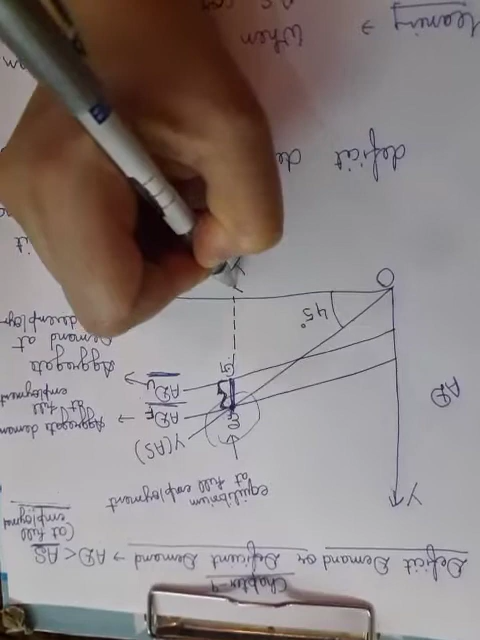 Chapter-4
Deficit Demand or Deficient Demand → AD < AS
(at full
employment
equilibrium
at full employment
Y
AD
E
Y(AS)
AD_F → Aggregate demand
at full
employment
AD_U → Aggregate
Demand at
G
45°
O
Y
deficit de
Meaning → When